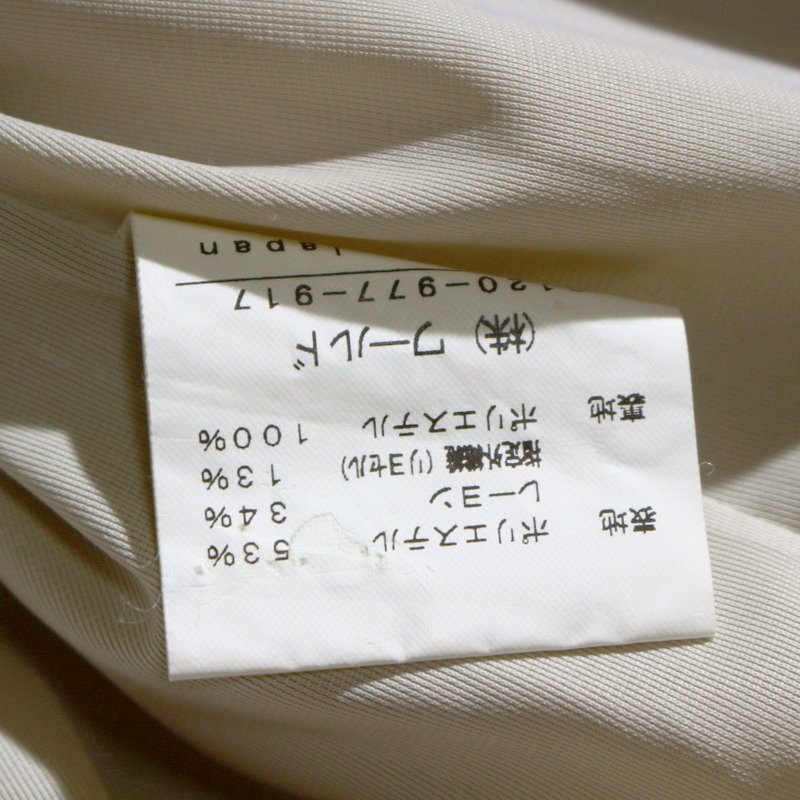 表地 ポリエステル 53%
レーヨン 34%
指定外繊維(リヨセル) 13%
裏地 ポリエステル 100%
(株)ワールド
120-977-917
Japan